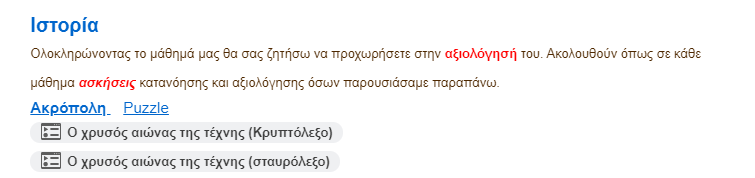 Ιστορία
Ολοκληρώνοντας το μάθημά μας θα σας ζητήσω να προχωρήσετε στην αξιολόγησή του. Ακολουθούν όπως σε κάθε
μάθημα ασκήσεις κατανόησης και αξιολόγησης όσων παρουσιάσαμε παραπάνω.
Ακρόπολη Puzzle
Ο χρυσός αιώνας της τέχνης (Κρυπτόλεξο)
Ο χρυσός αιώνας της τέχνης (σταυρόλεξο)